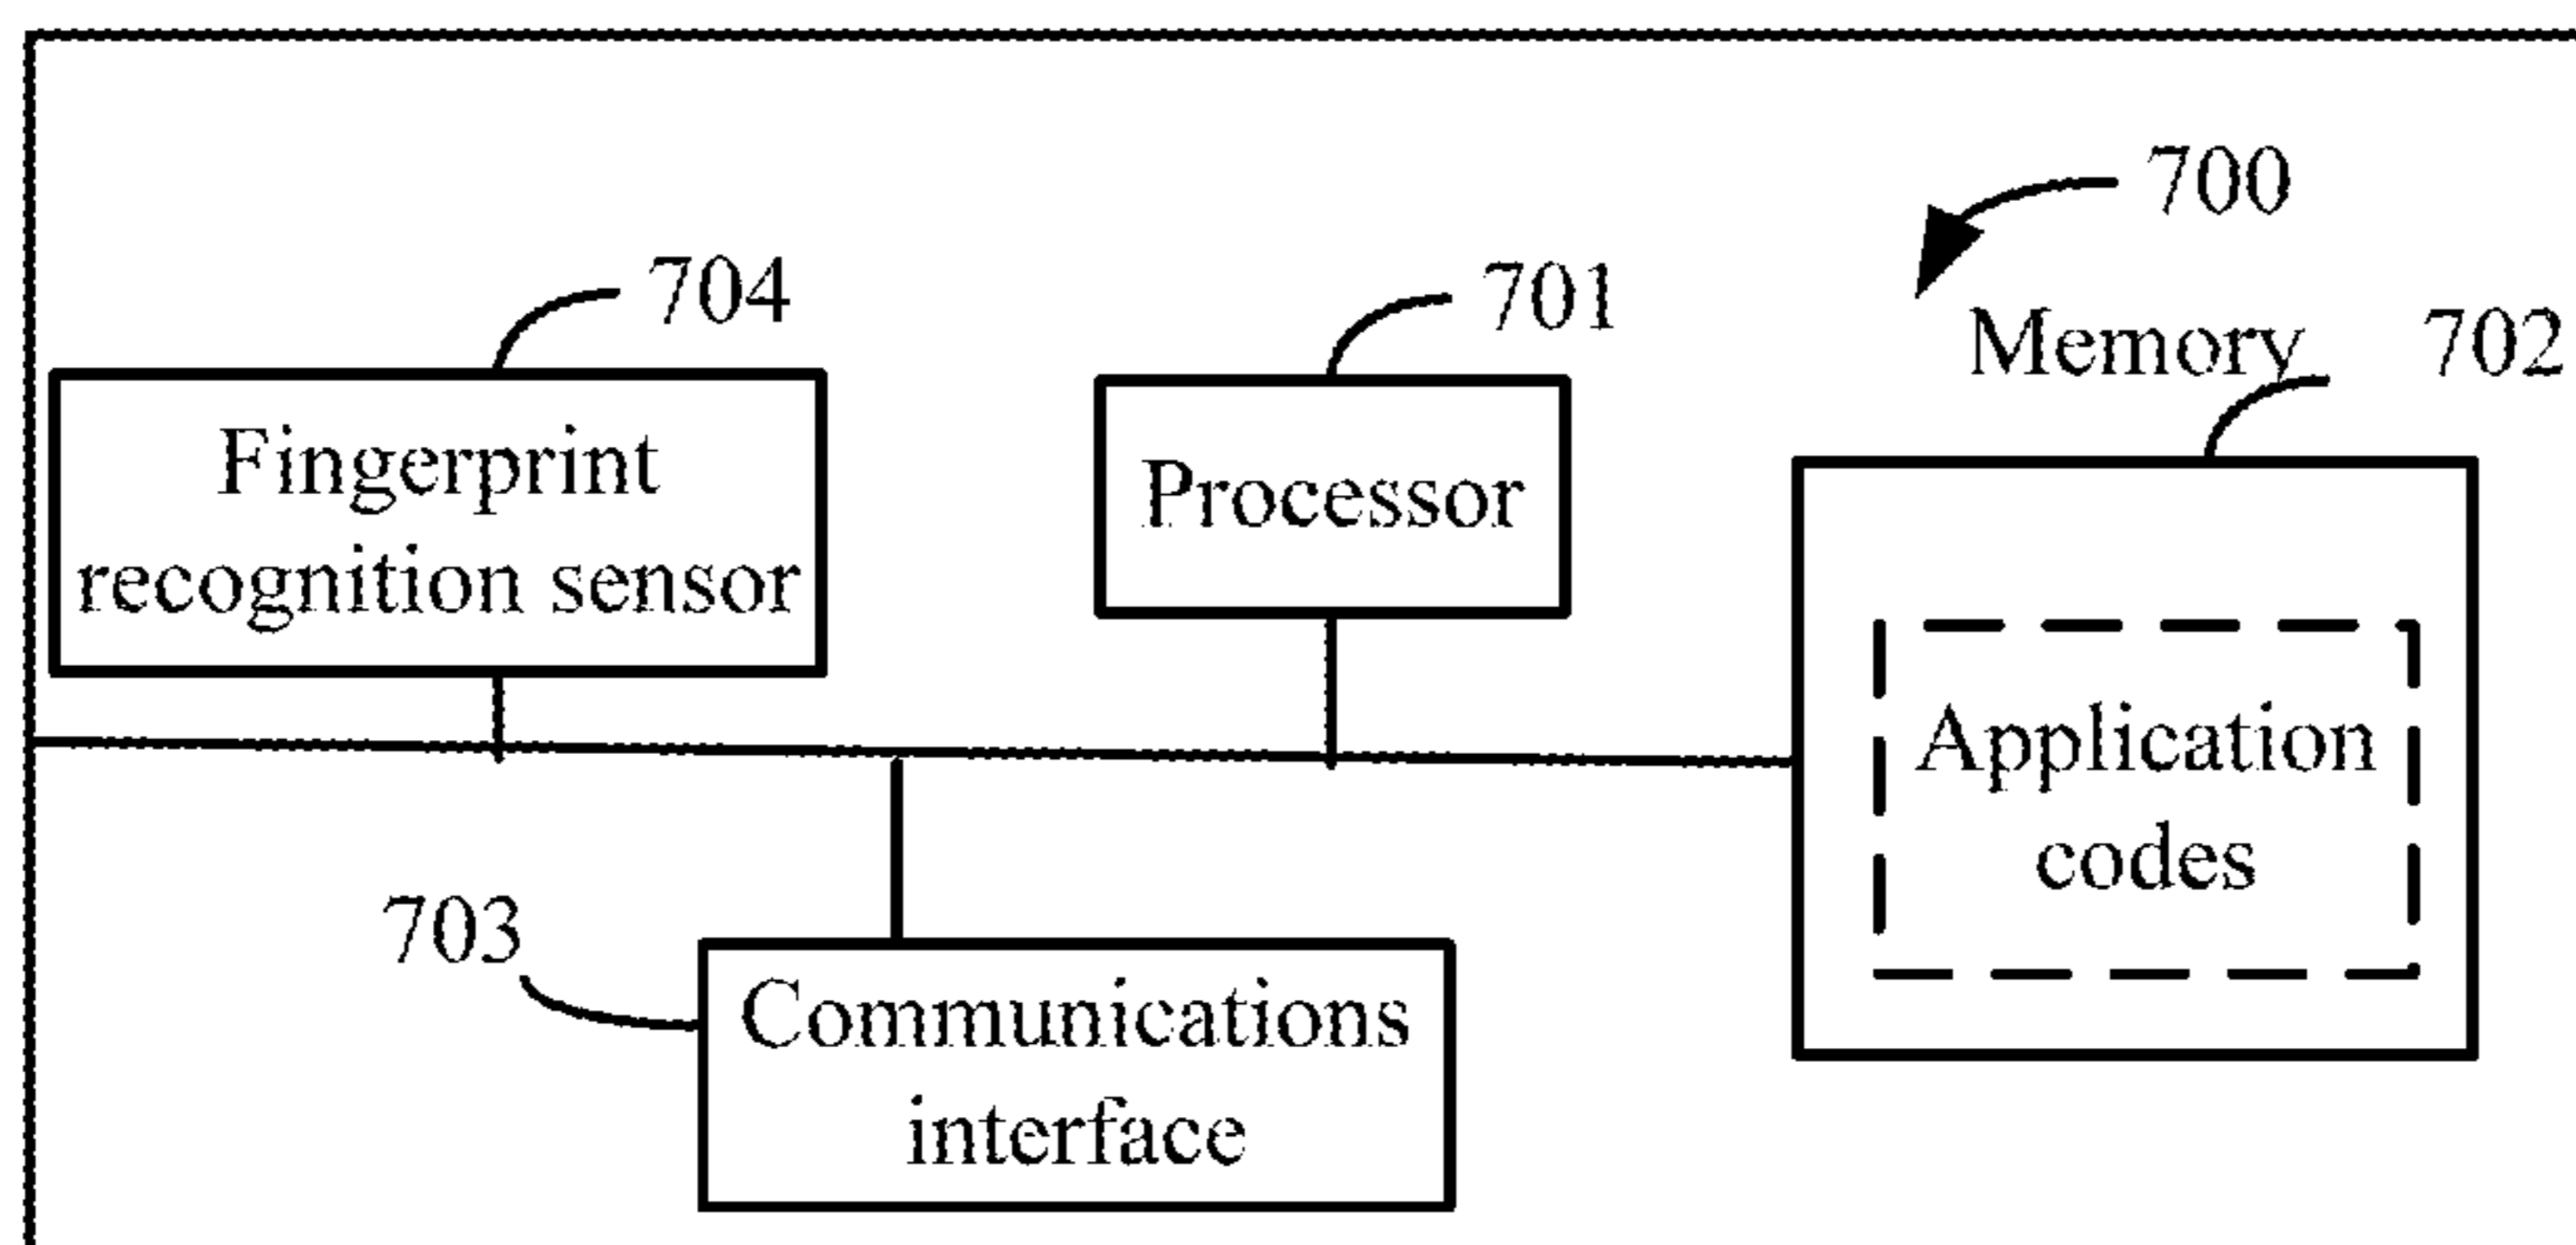 700
704
701
Memory 702
Fingerprint
recognition sensor
Processor
Application
codes
703
Communications
interface